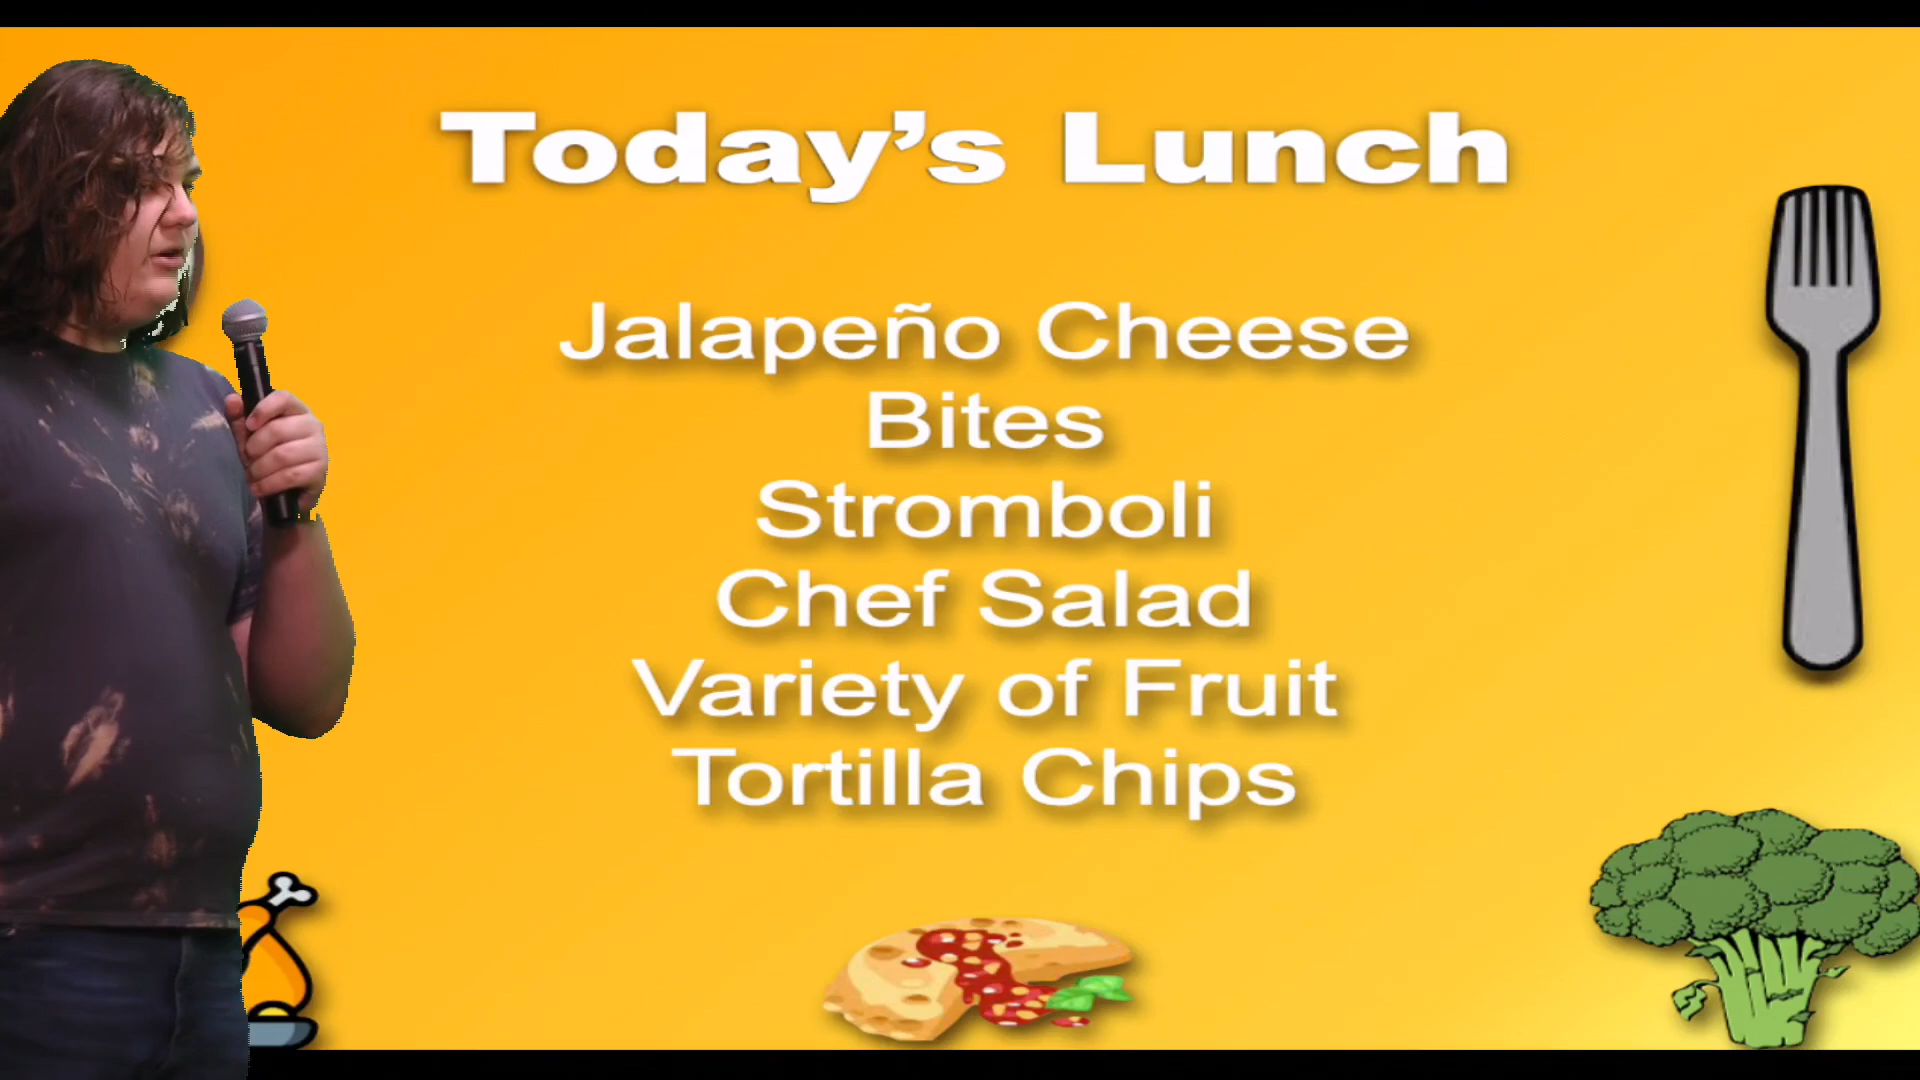 Today’s Lunch
Jalapeño Cheese
Bites
Stromboli
Chef Salad
Variety of Fruit
Tortilla Chips